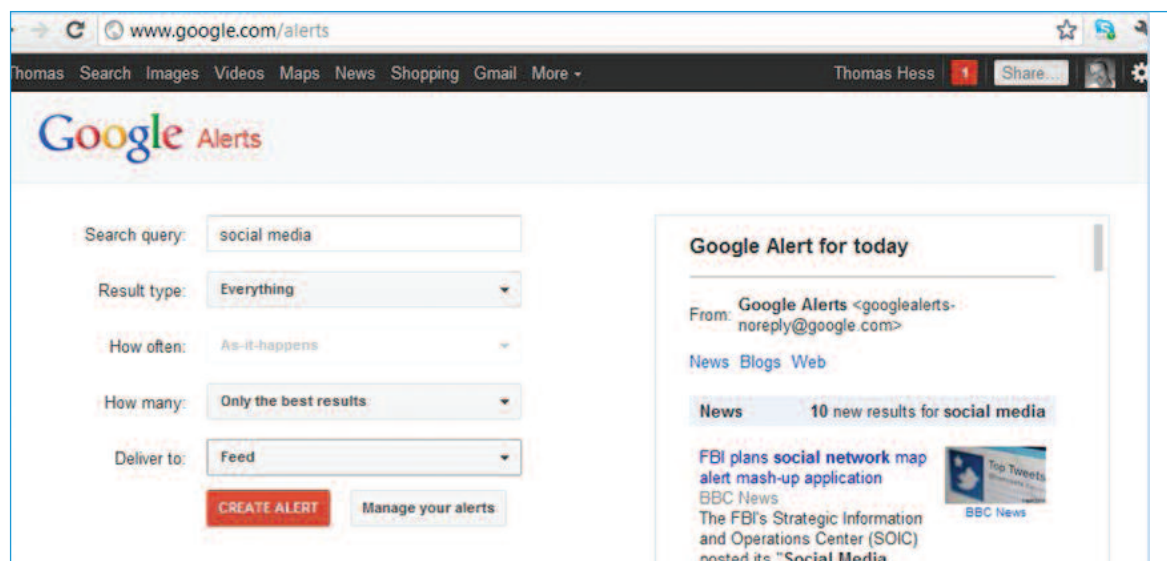 www.google.com/alerts
Thomas Search Images Videos Maps News Shopping Gmail More Thomas Hess 1 Share...
Google Alerts
Search query: social media
Result type: Everything
How often: As-it-happens
How many: Only the best results
Deliver to: Feed
CREATE ALERT Manage your alerts
Google Alert for today
From: Google Alerts <googlealerts-
noreply@google.com>
News Blogs Web
News 10 new results for social media
FBI plans social network map
alert mash-up application
BBC News
The FBI's Strategic Information
and Operations Center (SOIC)
posted its "Social Media
Top Tweets
BBC News